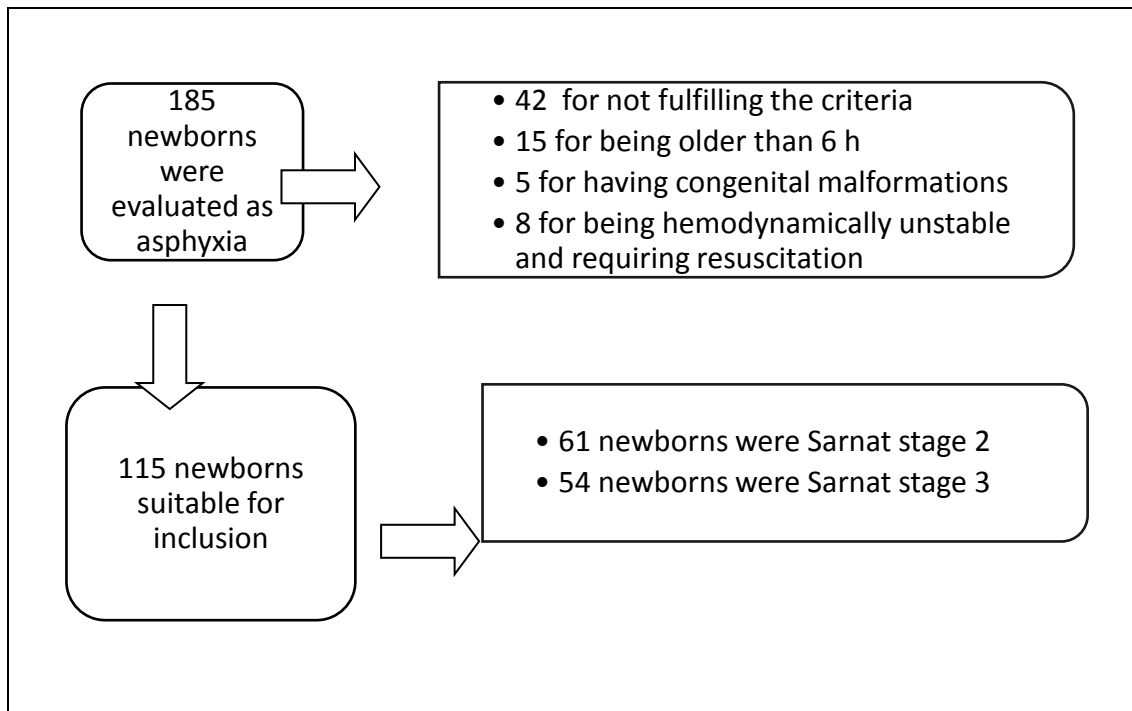 185
newborns
were
evaluated as
asphyxia
• 42  for not fulfilling the criteria
• 15 for being older than 6 h
• 5 for having congenital malformations
• 8 for being hemodynamically unstable
and requiring resuscitation
115 newborns
suitable for
inclusion
• 61 newborns were Sarnat stage 2
• 54 newborns were Sarnat stage 3